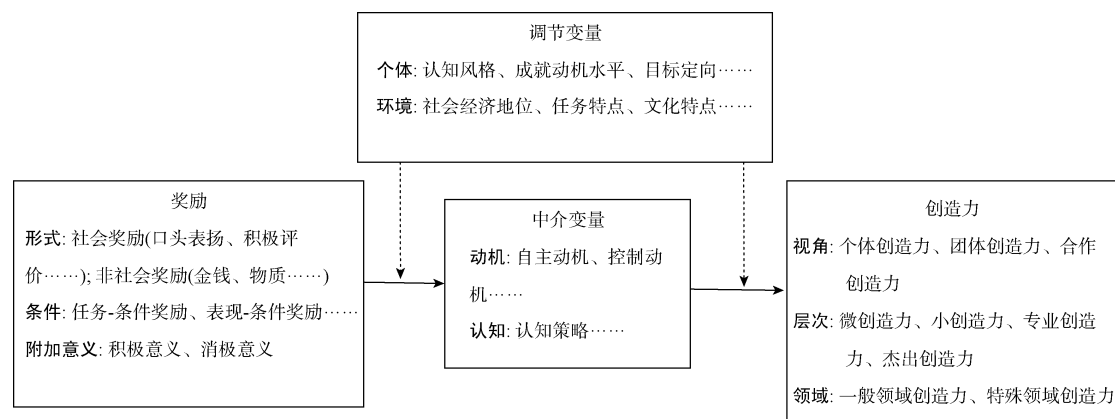 调节变量
个体: 认知风格、成就动机水平、目标定向……
环境: 社会经济地位、任务特点、文化特点……
奖励
形式: 社会奖励(口头表扬、积极评
价……); 非社会奖励(金钱、物质……)
条件: 任务-条件奖励、表现-条件奖励……
附加意义: 积极意义、消极意义
中介变量
动机: 自主动机、控制动
机……
认知: 认知策略……
创造力
视角: 个体创造力、团体创造力、合作
创造力
层次: 微创造力、小创造力、专业创造
力、杰出创造力
领域: 一般领域创造力、特殊领域创造力